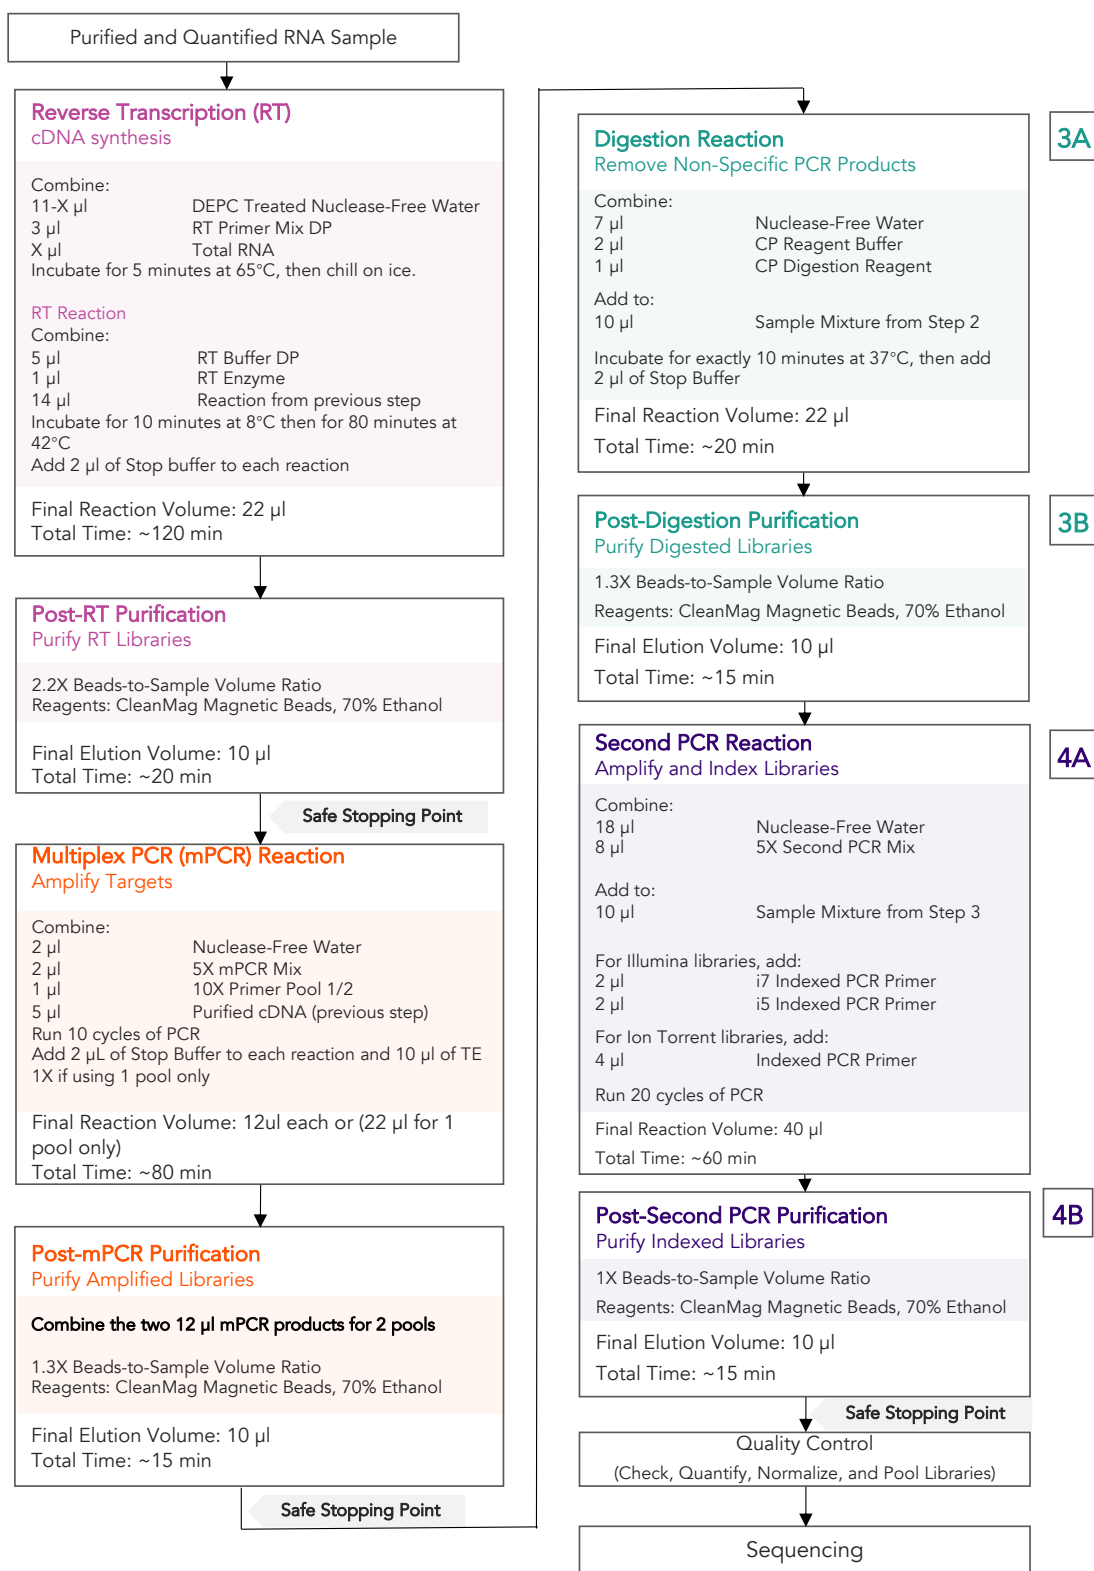 Purified and Quantified RNA Sample
Reverse Transcription (RT)
cDNA synthesis
Combine:
11-X µl DEPC Treated Nuclease-Free Water
3 µl RT Primer Mix DP
X µl Total RNA
Incubate for 5 minutes at 65°C, then chill on ice.
RT Reaction
Combine:
5 µl RT Buffer DP
1 µl RT Enzyme
14 µl Reaction from previous step
Incubate for 10 minutes at 8°C then for 80 minutes at
42°C
Add 2 µl of Stop buffer to each reaction
Final Reaction Volume: 22 µl
Total Time: ~120 min
Post-RT Purification
Purify RT Libraries
2.2X Beads-to-Sample Volume Ratio
Reagents: CleanMag Magnetic Beads, 70% Ethanol
Final Elution Volume: 10 µl
Total Time: ~20 min
Safe Stopping Point
Multiplex PCR (mPCR) Reaction
Amplify Targets
Combine:
2 µl Nuclease-Free Water
2 µl 5X mPCR Mix
1 µl 10X Primer Pool 1/2
5 µl Purified cDNA (previous step)
Run 10 cycles of PCR
Add 2 µL of Stop Buffer to each reaction and 10 µl of TE
1X if using 1 pool only
Final Reaction Volume: 12ul each or (22 µl for 1
pool only)
Total Time: ~80 min
Post-mPCR Purification
Purify Amplified Libraries
Combine the two 12 µl mPCR products for 2 pools
1.3X Beads-to-Sample Volume Ratio
Reagents: CleanMag Magnetic Beads, 70% Ethanol
Final Elution Volume: 10 µl
Total Time: ~15 min
Safe Stopping Point
3A
Digestion Reaction
Remove Non-Specific PCR Products
Combine:
7 µl Nuclease-Free Water
2 µl CP Reagent Buffer
1 µl CP Digestion Reagent
Add to:
10 µl Sample Mixture from Step 2
Incubate for exactly 10 minutes at 37°C, then add
2 µl of Stop Buffer
Final Reaction Volume: 22 µl
Total Time: ~20 min
3B
Post-Digestion Purification
Purify Digested Libraries
1.3X Beads-to-Sample Volume Ratio
Reagents: CleanMag Magnetic Beads, 70% Ethanol
Final Elution Volume: 10 µl
Total Time: ~15 min
4A
Second PCR Reaction
Amplify and Index Libraries
Combine:
18 µl Nuclease-Free Water
8 µl 5X Second PCR Mix
Add to:
10 µl Sample Mixture from Step 3
For Illumina libraries, add:
2 µl i7 Indexed PCR Primer
2 µl i5 Indexed PCR Primer
For Ion Torrent libraries, add:
4 µl Indexed PCR Primer
Run 20 cycles of PCR
Final Reaction Volume: 40 µl
Total Time: ~60 min
4B
Post-Second PCR Purification
Purify Indexed Libraries
1X Beads-to-Sample Volume Ratio
Reagents: CleanMag Magnetic Beads, 70% Ethanol
Final Elution Volume: 10 µl
Total Time: ~15 min
Safe Stopping Point
Quality Control
(Check, Quantify, Normalize, and Pool Libraries)
Sequencing